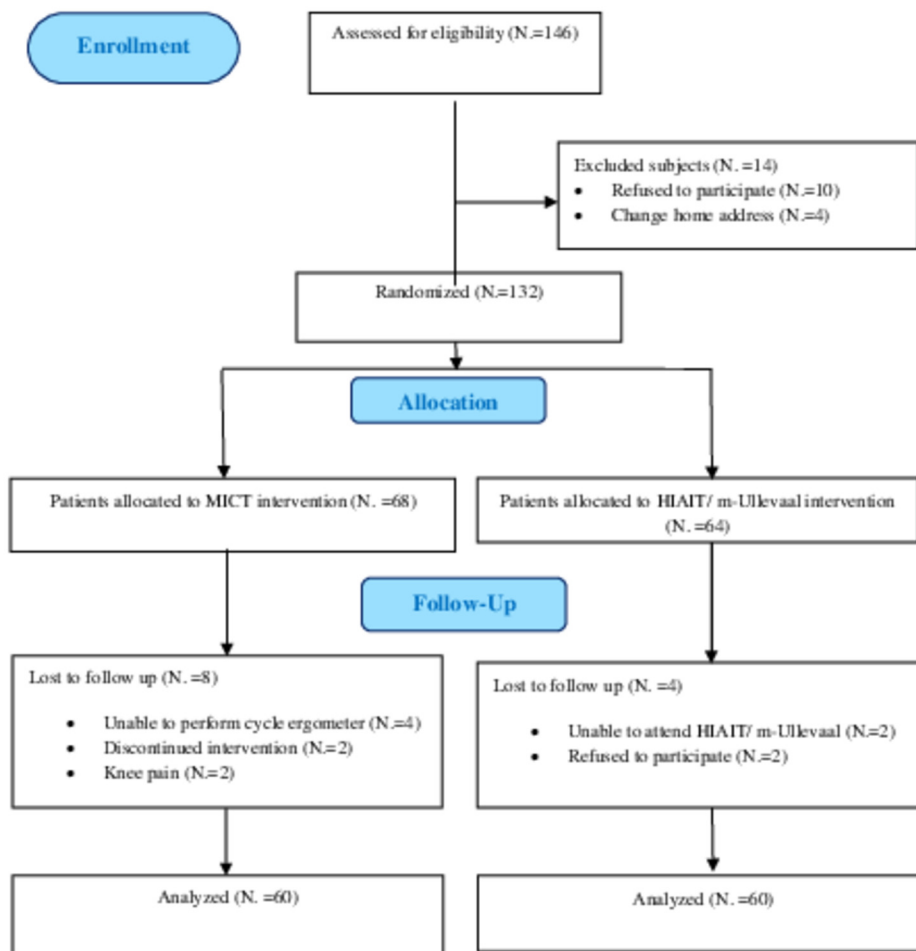 Enrollment
Assessed for eligibility (N.=146)
Excluded subjects (N. =14)
• Refused to participate (N.=10)
• Change home address (N.=4)
Randomized (N.=132)
Allocation
Patients allocated to MICT intervention (N. =68)
Patients allocated to HIAIT/ m-Ullevaal intervention
(N. =64)
Follow-Up
Lost to follow up (N. =8)
• Unable to perform cycle ergometer (N.=4)
• Discontinued intervention (N.=2)
• Knee pain (N.=2)
Lost to follow up (N. =4)
• Unable to attend HIAIT/ m-Ullevaal (N.=2)
• Refused to participate (N.=2)
Analyzed (N. =60)
Analyzed (N. =60)